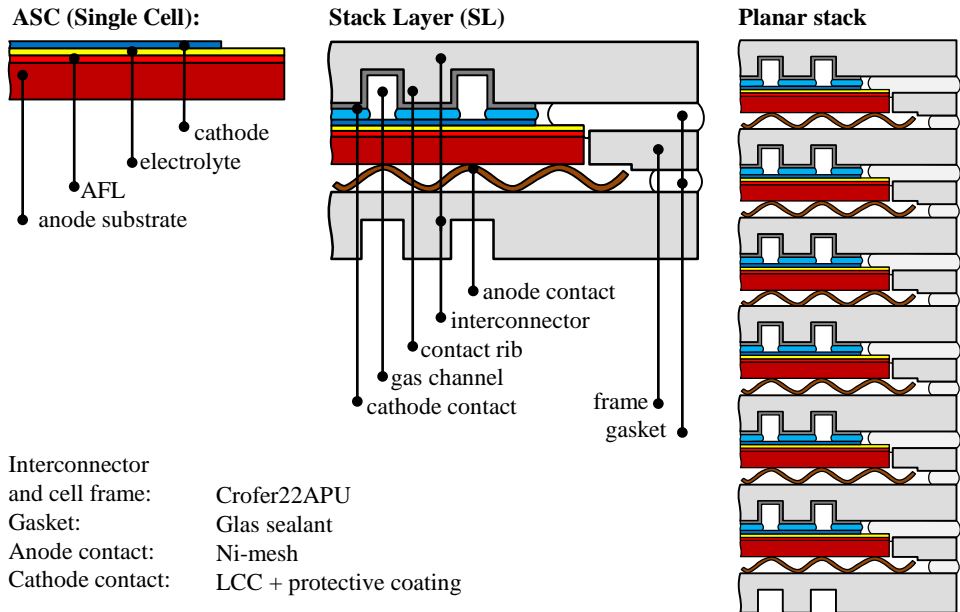 ASC (Single Cell):
Stack Layer (SL)
Planar stack
cathode
electrolyte
AFL
anode substrate
anode contact
interconnector
contact rib
gas channel
cathode contact
frame
gasket
Interconnector
and cell frame: Crofer22APU
Gasket: Glas sealant
Anode contact: Ni-mesh
Cathode contact: LCC + protective coating